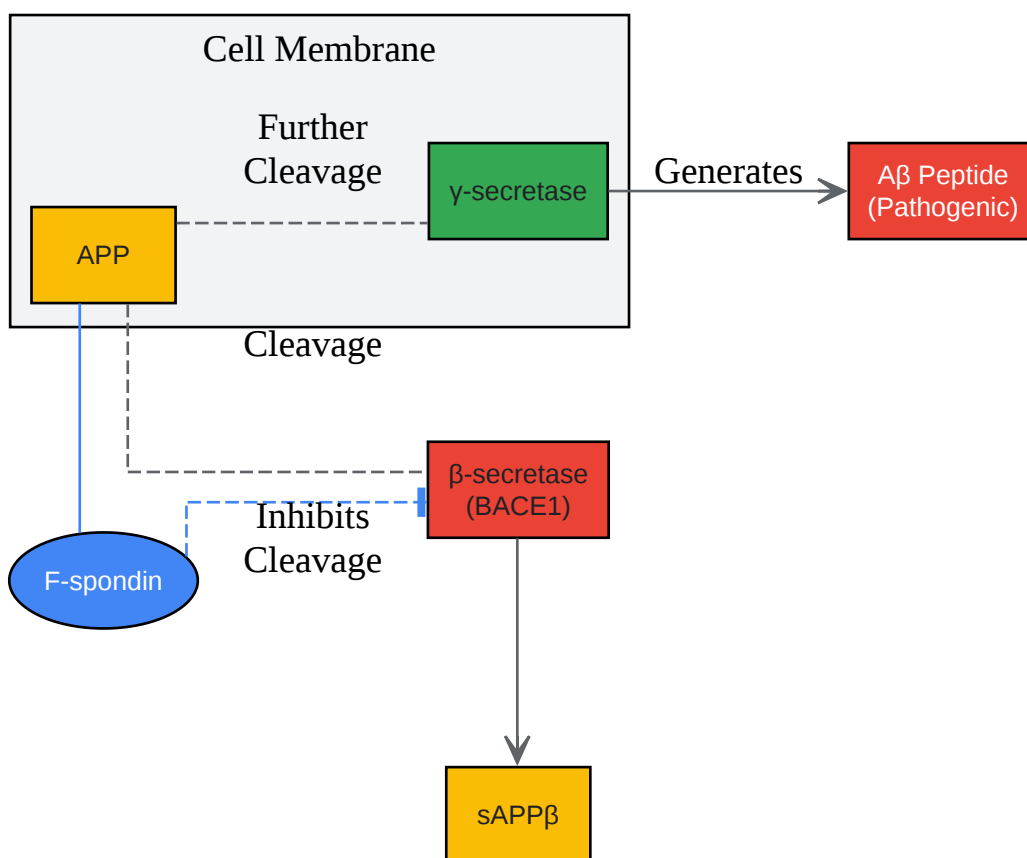 Cell Membrane
Further
Cleavage
γ-secretase
Generates
Aβ Peptide
(Pathogenic)
APP
Cleavage
β-secretase
(BACE1)
Inhibits
Cleavage
F-spondin
sAPPβ